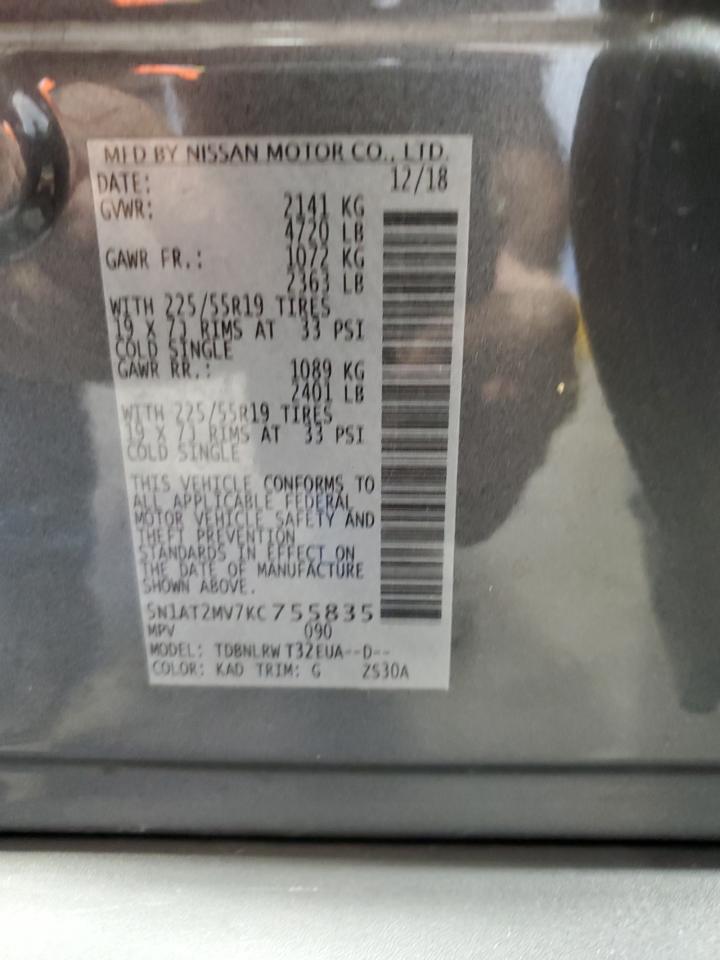 MFD BY NISSAN MOTOR CO., LTD.
DATE: 12/18
GVWR: 2141 KG
4720 LB
GAWR FR.: 1072 KG
2363 LB
WITH 225/55R19 TIRES
19 X 7J RIMS AT 33 PSI
COLD SINGLE
GAWR RR.: 1089 KG
2401 LB
WITH 225/55R19 TIRES
19 X 7J RIMS AT 33 PSI
COLD SINGLE
THIS VEHICLE CONFORMS TO
ALL APPLICABLE FEDERAL
MOTOR VEHICLE SAFETY AND
THEFT PREVENTION
STANDARDS IN EFFECT ON
THE DATE OF MANUFACTURE
SHOWN ABOVE.
5N1AT2MV7KC755835
MPV 090
MODEL: TDBNLRW T32EUA--D--
COLOR: KAD TRIM: G ZS30A